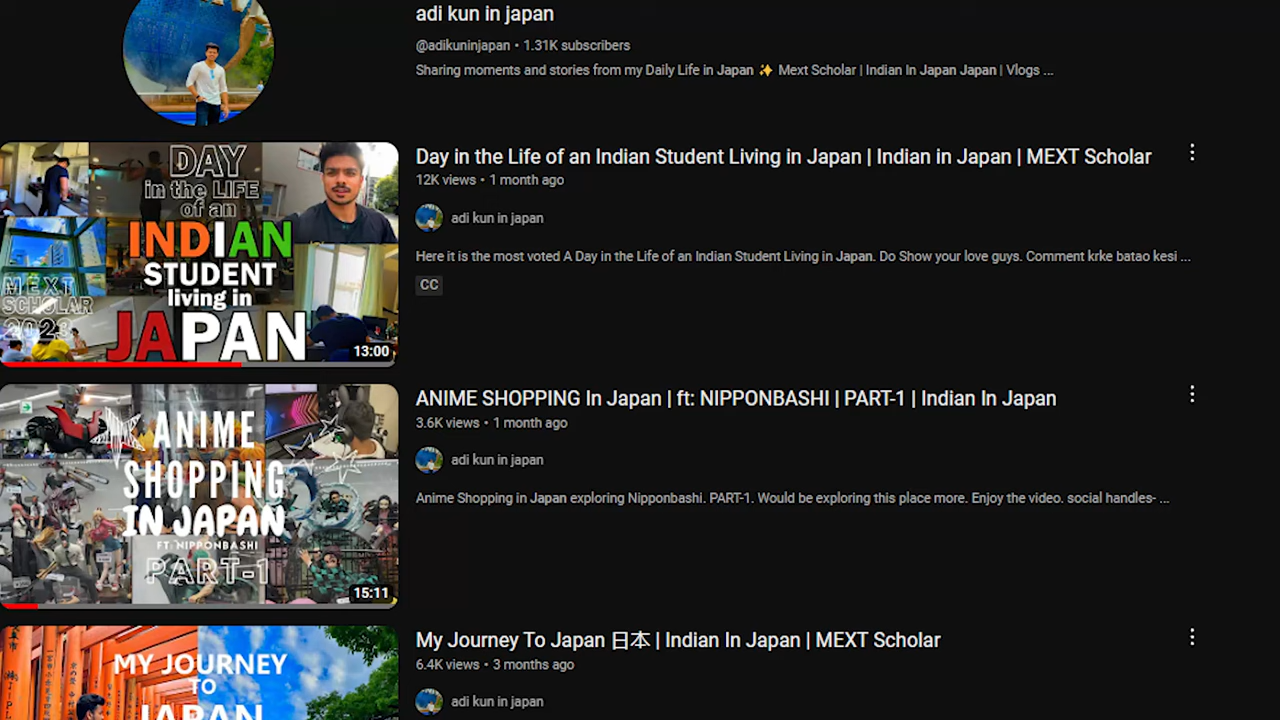 adi kun in japan
@adikuninjapan • 1.31K subscribers
Sharing moments and stories from my Daily Life in Japan ✨ Mext Scholar | Indian In Japan Japan | Vlogs ...
DAY
in the LIFE
of an
INDIAN
STUDENT
living in
JAPAN
MEXT
SCHOLAR
2023
13:00
Day in the Life of an Indian Student Living in Japan | Indian in Japan | MEXT Scholar
12K views • 1 month ago
adi kun in japan
Here it is the most voted A Day in the Life of an Indian Student Living in Japan. Do Show your love guys. Comment krke batao kesi ...
CC
ANIME
SHOPPING
IN JAPAN
FT: NIPPONBASHI
PART-1
15:11
ANIME SHOPPING In Japan | ft: NIPPONBASHI | PART-1 | Indian In Japan
3.6K views • 1 month ago
adi kun in japan
Anime Shopping in Japan exploring Nipponbashi. PART-1. Would be exploring this place more. Enjoy the video. social handles- ...
MY JOURNEY
TO
JAPAN
My Journey To Japan 日本 | Indian In Japan | MEXT Scholar
6.4K views • 3 months ago
adi kun in japan